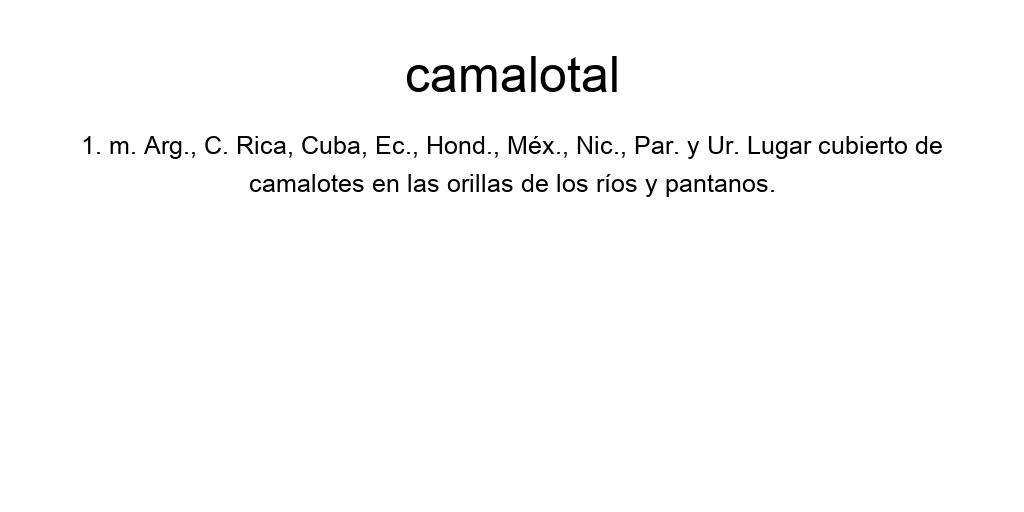 camalotal
1. m. Arg., C. Rica, Cuba, Ec., Hond., Méx., Nic., Par. y Ur. Lugar cubierto de
camalotes en las orillas de los ríos y pantanos.